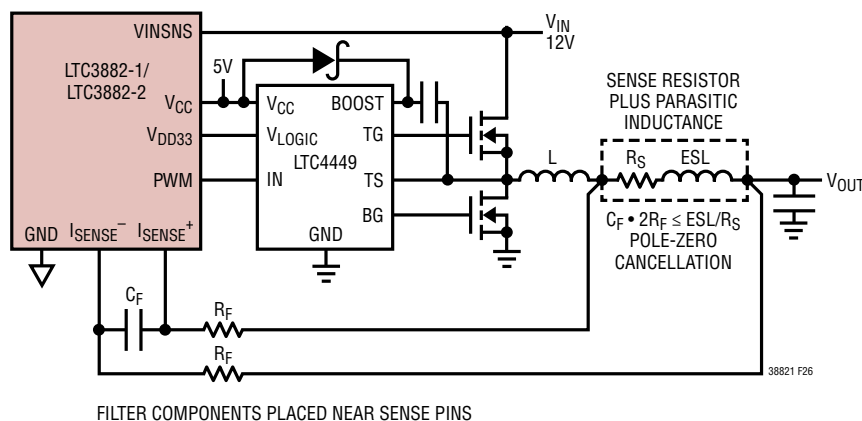 VINSNS
LTC3882-1/
LTC3882-2
VCC
VDD33
PWM
GND
ISENSE–
ISENSE+
5V
VCC
BOOST
VLOGIC
TG
LTC4449
IN
TS
BG
GND
VIN
12V
SENSE RESISTOR
PLUS PARASITIC
INDUCTANCE
L
RS
ESL
VOUT
CF • 2RF ≤ ESL/RS
POLE-ZERO
CANCELLATION
CF
RF
RF
38821 F26
FILTER COMPONENTS PLACED NEAR SENSE PINS